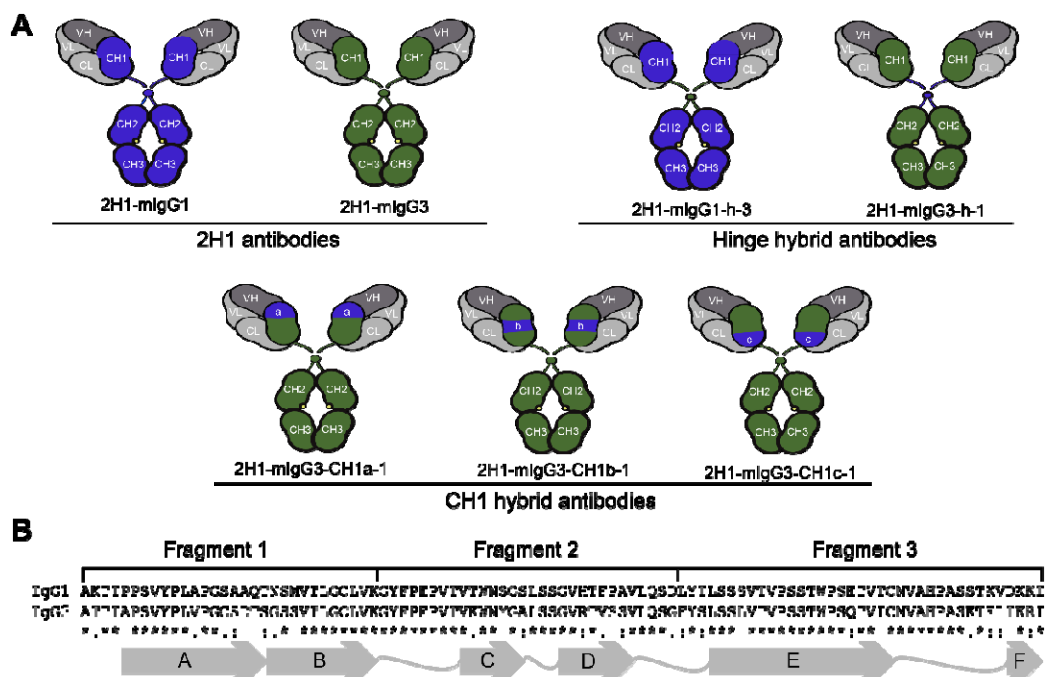 A
VH VH VH VH VH VH VH VH
VL CH1 CH1 VL VL CH1 CH1 VL VL CH1 CH1 VL VL CH1 CH1 VL
CL CL CL CL CL CL CL CL
CH2 CH2 CH2 CH2 CH2 CH2 CH2 CH2
CH3 CH3 CH3 CH3 CH3 CH3 CH3 CH3
2H1-mIgG1 2H1-mIgG3 2H1-mIgG1-h-3 2H1-mIgG3-h-1
2H1 antibodies Hinge hybrid antibodies
VH VH VH VH VH VH
VL a a VL VL b b VL VL VL
CL CL CL CL CL c c CL
CH2 CH2 CH2 CH2 CH2 CH2
CH3 CH3 CH3 CH3 CH3 CH3
2H1-mIgG3-CH1a-1 2H1-mIgG3-CH1b-1 2H1-mIgG3-CH1c-1
CH1 hybrid antibodies
B
Fragment 1 Fragment 2 Fragment 3
IgG1
IgG3
A B C D E F